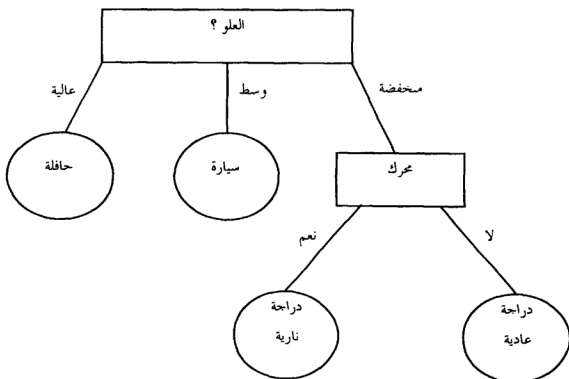 العلو ؟
عالية
وسط
منخفضة
حافلة
سيارة
محرك
نعم
لا
دراجة
نارية
دراجة
عادية